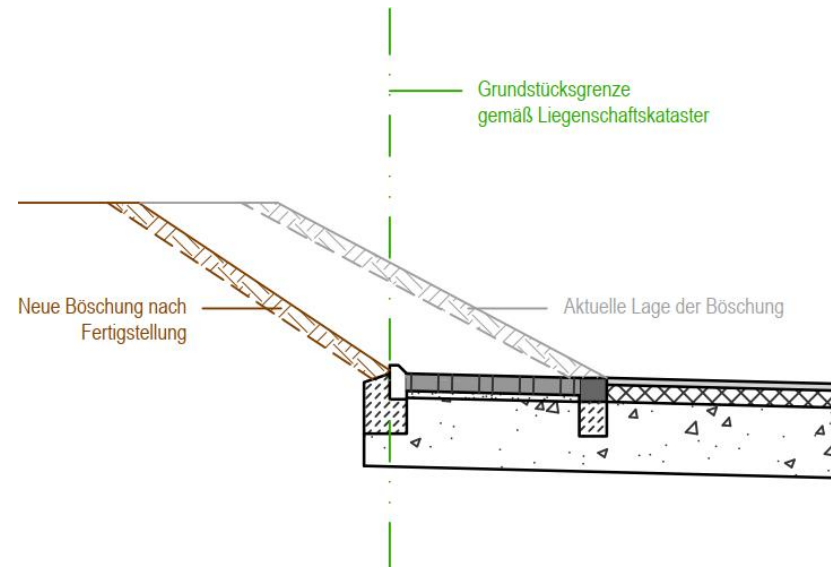 Grundstücksgrenze
gemäß Liegenschaftskataster
Neue Böschung nach
Fertigstellung
Aktuelle Lage der Böschung